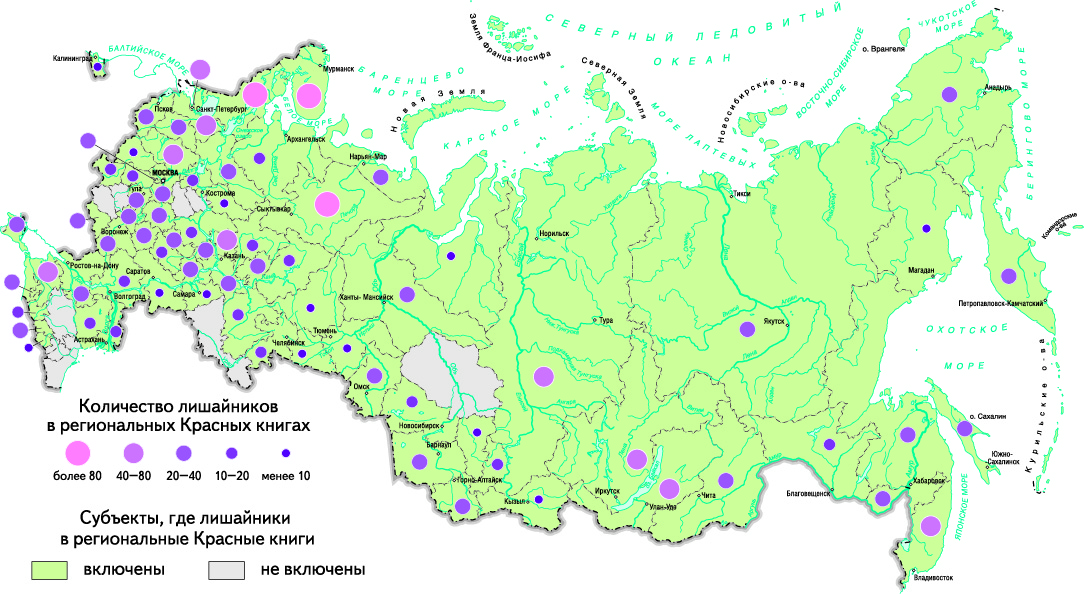 СЕВЕРНЫЙ ЛЕДОВИТЫЙ
ОКЕАН
ЧУКОТСКОЕ
МОРЕ
о. Врангеля
Земля Франца-Иосифа
Северная Земля
Новосибирские о-ва
ВОСТОЧНО-СИБИРСКОЕ
МОРЕ
БЕРИНГОВО МОРЕ
Калининград
БАЛТИЙСКОЕ МОРЕ
Мурманск
БАРЕНЦЕВО
МОРЕ
Новая Земля
КАРСКОЕ МОРЕ
МОРЕ ЛАПТЕВЫХ
Анадырь
Псков
Санкт-Петербург
БЕЛОЕ МОРЕ
Архангельск
Нарьян-Мар
МОСКВА
Тула
Кострома
Сыктывкар
Тикси
Командорские
о-ва
Воронеж
Казань
Норильск
Ростов-на-Дону
Саратов
Волгоград
Самара
Ханты- Мансийск
Магадан
Петропавловск-Камчатский
Астрахань
Челябинск
Тюмень
Тура
Якутск
ОХОТСКОЕ
МОРЕ
Курильские о-ва
Омск
Новосибирск
Барнаул
Горно-Алтайск
Кызыл
Иркутск
Улан-Удэ
Чита
Благовещенск
Хабаровск
о. Сахалин
Южно-
Сахалинск
ЯПОНСКОЕ МОРЕ
Владивосток
Количество лишайников
в региональных Красных книгах
более 80
40—80
20—40
10—20
менее 10
Субъекты, где лишайники
в региональные Красные книги
включены
не включены